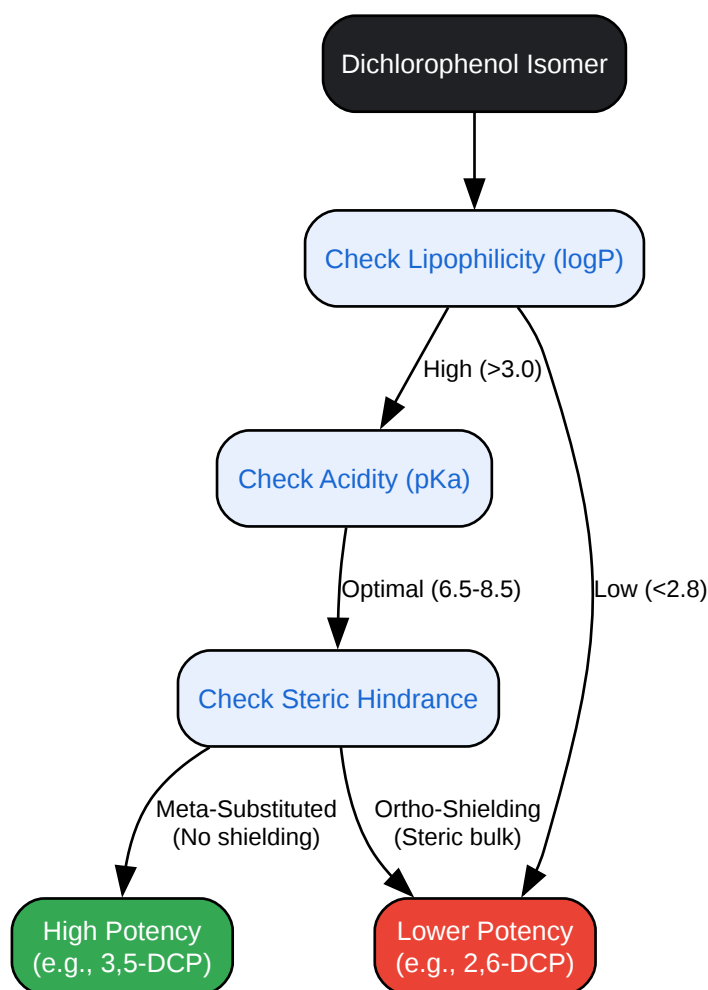 Dichlorophenol Isomer
Check Lipophilicity (logP)
High (>3.0)
Check Acidity (pKa)
Optimal (6.5-8.5)
Low (<2.8)
Check Steric Hindrance
Meta-Substituted
(No shielding)
Ortho-Shielding
(Steric bulk)
High Potency
(e.g., 3,5-DCP)
Lower Potency
(e.g., 2,6-DCP)